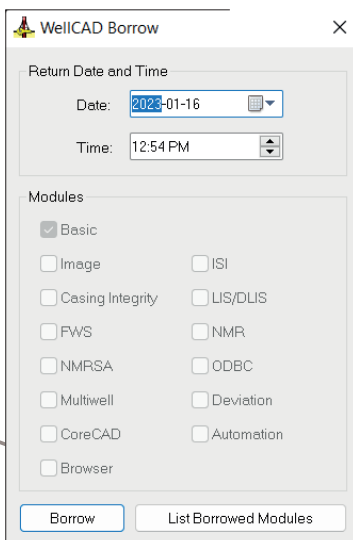 WellCAD Borrow
Return Date and Time
Date: 2023-01-16
Time: 12:54 PM
Modules
Basic
Image ISI
Casing Integrity LIS/DLIS
FWS NMR
NMRSA ODBC
Multiwell Deviation
CoreCAD Automation
Browser
Borrow List Borrowed Modules